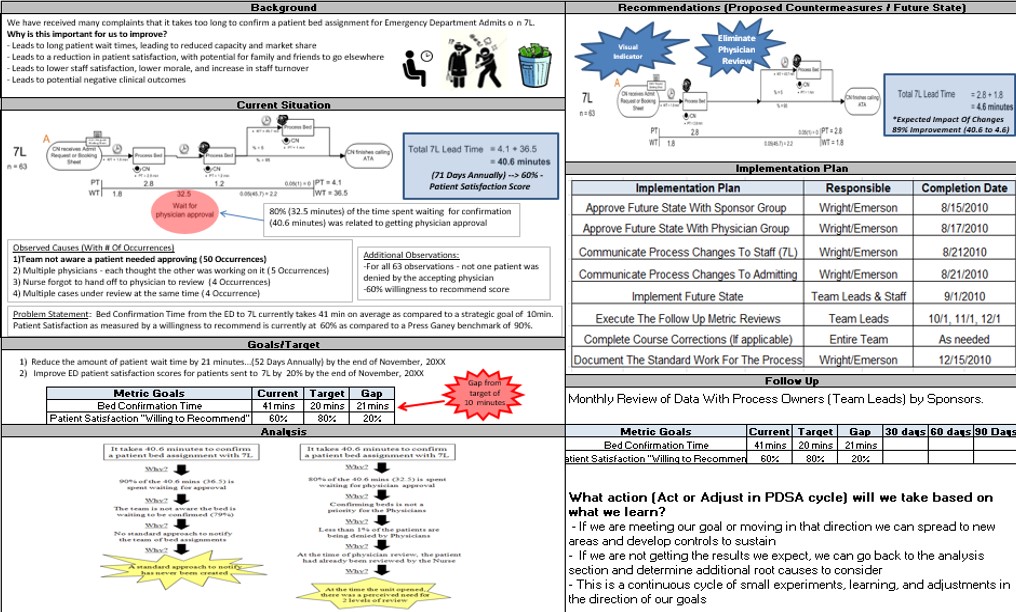 Background
We have received many complaints that it takes too long to confirm a patient bed assignment for Emergency Department Admits o n 7L.
Why is this important for us to improve?
- Leads to long patient wait times, leading to reduced capacity and market share
- Leads to a reduction in patient satisfaction, with potential for family and friends to go elsewhere
- Leads to lower staff satisfaction, lower morale, and increase in staff turnover
- Leads to potential negative clinical outcomes
Current Situation
A
7L
n = 63
CN receives Admit
Request or Booking
Sheet
Process Bed
Process Bed
Process Bed
CN
CN
CN
CN finishes calling
ATA
PT
2.8
1.2
0.05(1) = 0
PT = 4.1
WT
1.8
32.5
0.05(45.7) = 2.2
WT = 36.5
Wait for
physician approval
Total 7L Lead Time = 4.1 + 36.5
= 40.6 minutes
(71 Days Annually) --> 60% -
Patient Satisfaction Score
80% (32.5 minutes) of the time spent waiting for confirmation
(40.6 minutes) was related to getting physician approval
Observed Causes (With # Of Occurrences)
1)Team not aware a patient needed approving (50 Occurrences)
2) Multiple physicians - each thought the other was working on it (5 Occurrences)
3) Nurse forgot to hand off to physician to review (4 Occurrences)
4) Multiple cases under review at the same time (4 Occurrence)
Additional Observations:
-For all 63 observations - not one patient was
denied by the accepting physician
-60% willingness to recommend score
Problem Statement: Bed Confirmation Time from the ED to 7L currently takes 41 min on average as compared to a strategic goal of 10min.
Patient Satisfaction as measured by a willingness to recommend is currently at 60% as compared to a Press Ganey benchmark of 90%.
Goals/Target
1) Reduce the amount of patient wait time by 21 minutes...(52 Days Annually) by the end of November, 20XX
2) Improve ED patient satisfaction scores for patients sent to 7L by 20% by the end of November, 20XX
Metric Goals Current Target Gap
Bed Confirmation Time 41 mins 20 mins 21 mins
Patient Satisfaction "Willing to Recommend" 60% 80% 20%
Gap from
target of
10 minutes
Analysis
It takes 40.6 minutes to confirm
a patient bed assignment with 7L
Why?
90% of the 40.6 mins (36.5) is spent
waiting for approval
Why?
The team is not aware the bed is
waiting to be confirmed (79%)
Why?
No standard approach to notify
the team of bed assignments
Why?
A standard approach to notify
has never been created
It takes 40.6 minutes to confirm
a patient bed assignment with 7L
Why?
80% of the 40.6 mins (32.5) is spent
waiting for physician approval
Why?
Confirming beds is not a
priority for the Physicians
Why?
Less than 1% of the patients are
being denied by Physicians
Why?
At the time of physician review, the patient
had already been reviewed by the Nurse
Why?
At the time the unit opened,
there was a perceived need for
2 levels of review
Recommendations (Proposed Countermeasures / Future State)
Visual
Indicator
Eliminate
Physician
Review
A
7L
n = 63
CN receives Admit
Request or Booking
Sheet
Process Bed
Process Bed
CN
CN
CN finishes calling
ATA
2.8
0.05(1) = 0
PT = 2.8
1.8
0.05(45.7) = 2.2
WT = 1.8
Total 7L Lead Time = 2.8 + 1.8
= 4.6 minutes
*Expected Impact Of Changes
89% Improvement (40.6 to 4.6)
Implementation Plan
Implementation Plan Responsible Completion Date
Approve Future State With Sponsor Group Wright/Emerson 8/15/2010
Approve Future State With Physician Group Wright/Emerson 8/17/2010
Communicate Process Changes To Staff (7L) Wright/Emerson 8/212010
Communicate Process Changes To Admitting Wright/Emerson 8/21/2010
Implement Future State Team Leads & Staff 9/1/2010
Execute The Follow Up Metric Reviews Team Leads 10/1, 11/1, 12/1
Complete Course Corrections (If applicable) Entire Team As needed
Document The Standard Work For The Process Wright/Emerson 12/15/2010
Follow Up
Monthly Review of Data With Process Owners (Team Leads) by Sponsors.
Metric Goals Current Target Gap 30 days 60 days 90 Days
Bed Confirmation Time 41 mins 20 mins 21 mins
atient Satisfaction "Willing to Recommen 60% 80% 20%
What action (Act or Adjust in PDSA cycle) will we take based on
what we learn?
- If we are meeting our goal or moving in that direction we can spread to new
areas and develop controls to sustain
- If we are not getting the results we expect, we can go back to the analysis
section and determine additional root causes to consider
- This is a continuous cycle of small experiments, learning, and adjustments in
the direction of our goals